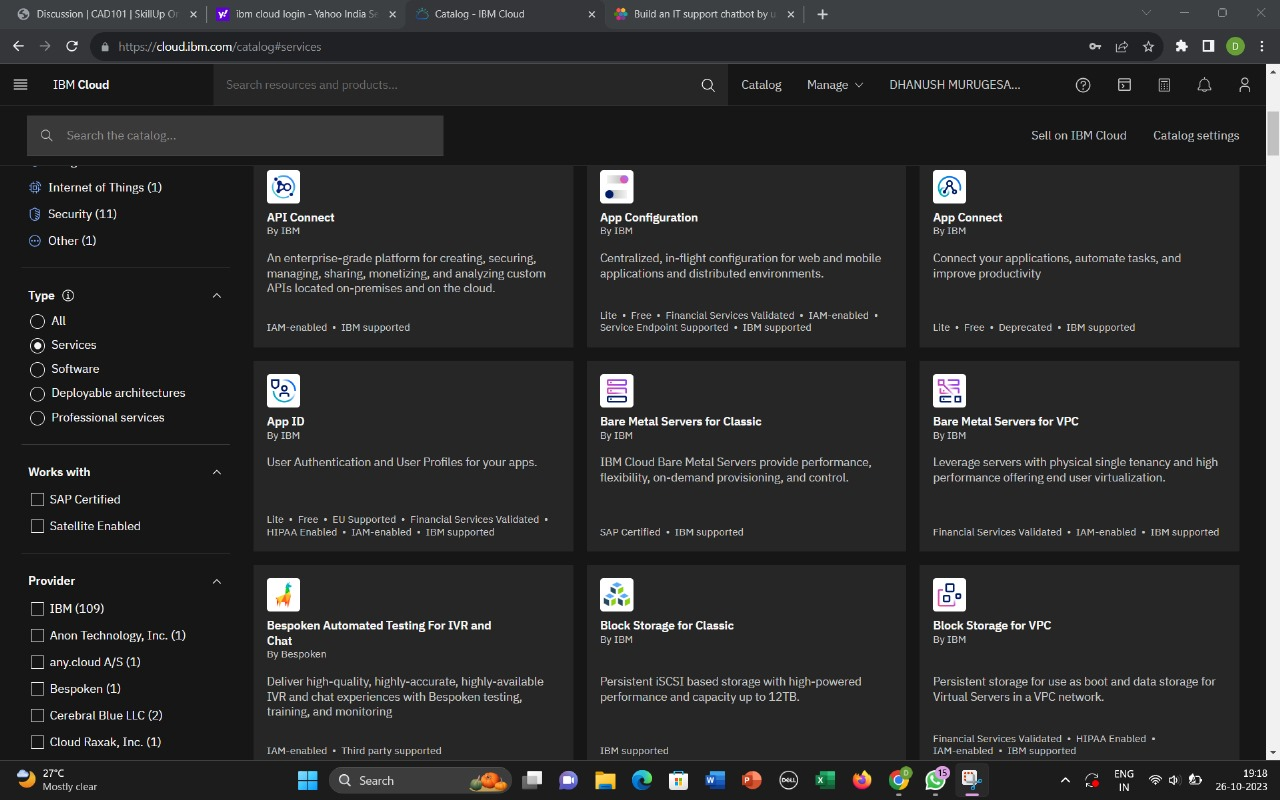 Discussion | CAD101 | SkillUp On
ibm cloud login - Yahoo India Se
Catalog - IBM Cloud
Build an IT support chatbot by u
https://cloud.ibm.com/catalog#services
D
IBM Cloud
Search resources and products...
Catalog
Manage
DHANUSH MURUGESA...
Search the catalog...
Sell on IBM Cloud
Catalog settings
Internet of Things (1)
Security (11)
Other (1)
Type
All
Services
Software
Deployable architectures
Professional services
Works with
SAP Certified
Satellite Enabled
Provider
IBM (109)
Anon Technology, Inc. (1)
any.cloud A/S (1)
Bespoken (1)
Cerebral Blue LLC (2)
Cloud Raxak, Inc. (1)
API Connect
By IBM
An enterprise-grade platform for creating, securing,
managing, sharing, monetizing, and analyzing custom
APIs located on-premises and on the cloud.
IAM-enabled • IBM supported
App Configuration
By IBM
Centralized, in-flight configuration for web and mobile
applications and distributed environments.
Lite • Free • Financial Services Validated • IAM-enabled •
Service Endpoint Supported • IBM supported
App Connect
By IBM
Connect your applications, automate tasks, and
improve productivity
Lite • Free • Deprecated • IBM supported
App ID
By IBM
User Authentication and User Profiles for your apps.
Lite • Free • EU Supported • Financial Services Validated •
HIPAA Enabled • IAM-enabled • IBM supported
Bare Metal Servers for Classic
By IBM
IBM Cloud Bare Metal Servers provide performance,
flexibility, on-demand provisioning, and control.
SAP Certified • IBM supported
Bare Metal Servers for VPC
By IBM
Leverage servers with physical single tenancy and high
performance offering end user virtualization.
Financial Services Validated • IAM-enabled • IBM supported
Bespoken Automated Testing For IVR and
Chat
By Bespoken
Deliver high-quality, highly-accurate, highly-available
IVR and chat experiences with Bespoken testing,
training, and monitoring
IAM-enabled • Third party supported
Block Storage for Classic
By IBM
Persistent iSCSI based storage with high-powered
performance and capacity up to 12TB.
IBM supported
Block Storage for VPC
By IBM
Persistent storage for use as boot and data storage for
Virtual Servers in a VPC network.
Financial Services Validated • HIPAA Enabled •
IAM-enabled • IBM supported
27°C
Mostly clear
Search
DELL
15
ENG
IN
19:18
26-10-2023